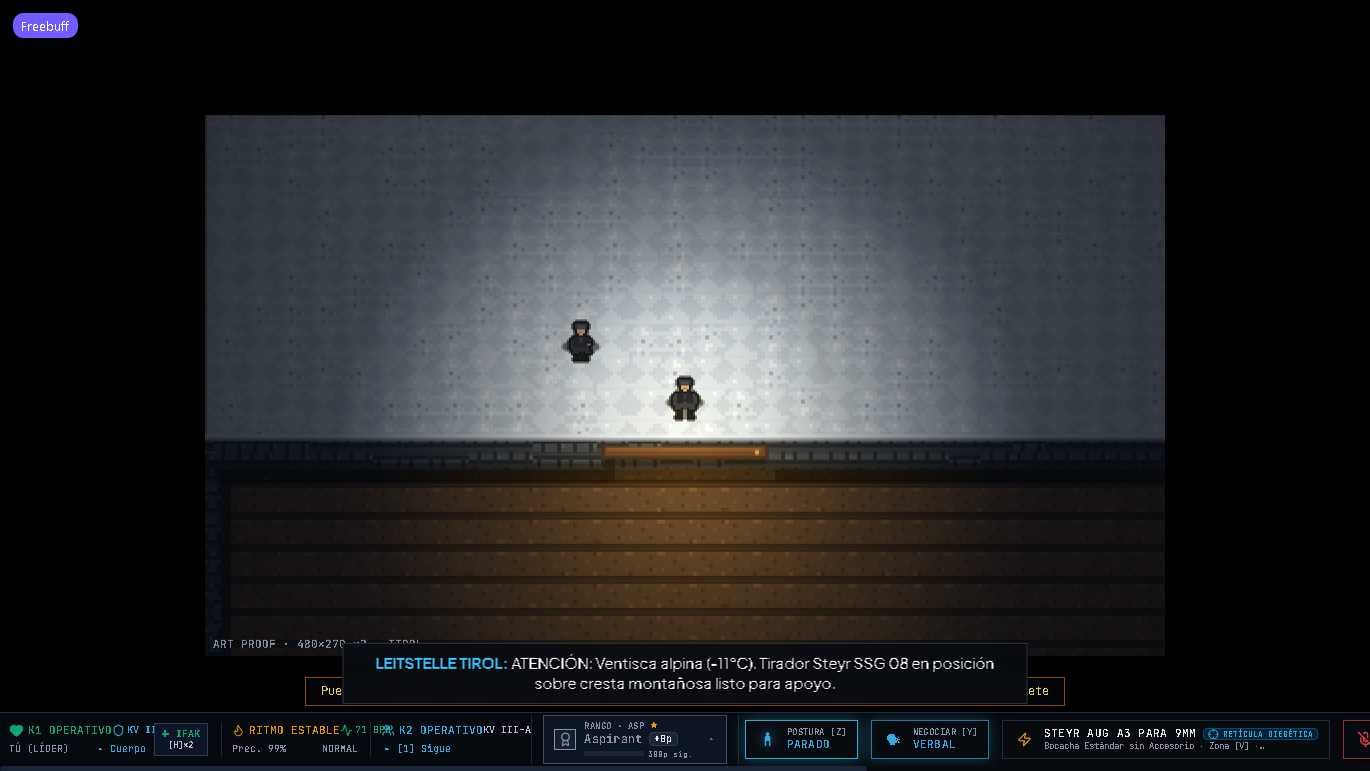 Freebuff
ART PROOF · 480×270
LEITSTELLE TIROL: ATENCIÓN: Ventisca alpina (-11°C). Tirador Steyr SSG 08 en posición
sobre cresta montañosa listo para apoyo.
Pue
ete
K1 OPERATIVO
TÚ (LÍDER)
Cuerpo
+ IFAK
[H]×2
RITMO ESTABLE
71
Prec. 99%
NORMAL
K2 OPERATIVO
KV III-A
[1] Sigue
RANGO · ASP ★
Aspirant +0p
300p sig.
POSTURA [Z]
PARADO
NEGOCIAR [Y]
VERBAL
STEYR AUG A3 PARA 9MM
RETÍCULA DIEGÉTICA
Bocacha Estándar sin Accesorio · Zona [V] ·…